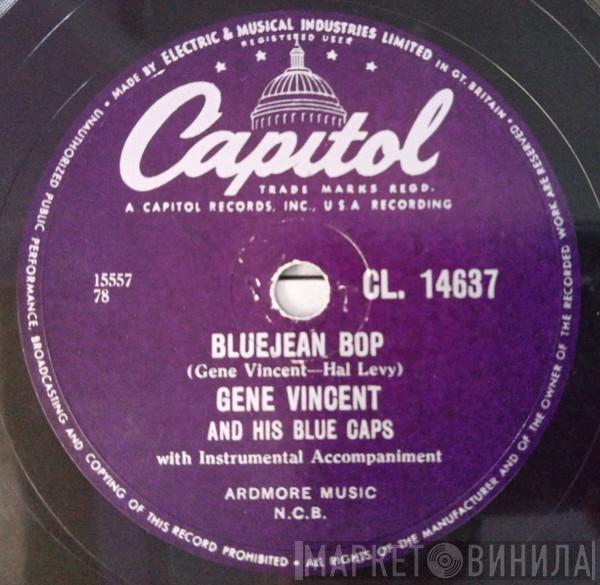 • MADE BY ELECTRIC & MUSICAL INDUSTRIES LIMITED IN GT. BRITAIN •
REGISTERED USER
Capitol
TRADE MARKS REGD.
A CAPITOL RECORDS, INC., U.S.A RECORDING
15557
78
CL. 14637
BLUEJEAN BOP
(Gene Vincent—Hal Levy)
GENE VINCENT
AND HIS BLUE CAPS
with Instrumental Accompaniment
ARDMORE MUSIC
N.C.B.
UNAUTHORIZED PUBLIC PERFORMANCE, BROADCASTING AND COPYING OF THIS RECORD PROHIBITED • ALL RIGHTS OF THE MANUFACTURER AND OF THE OWNER OF THE RECORDED WORK ARE RESERVED •
МАРКЕТ ВИНИЛА